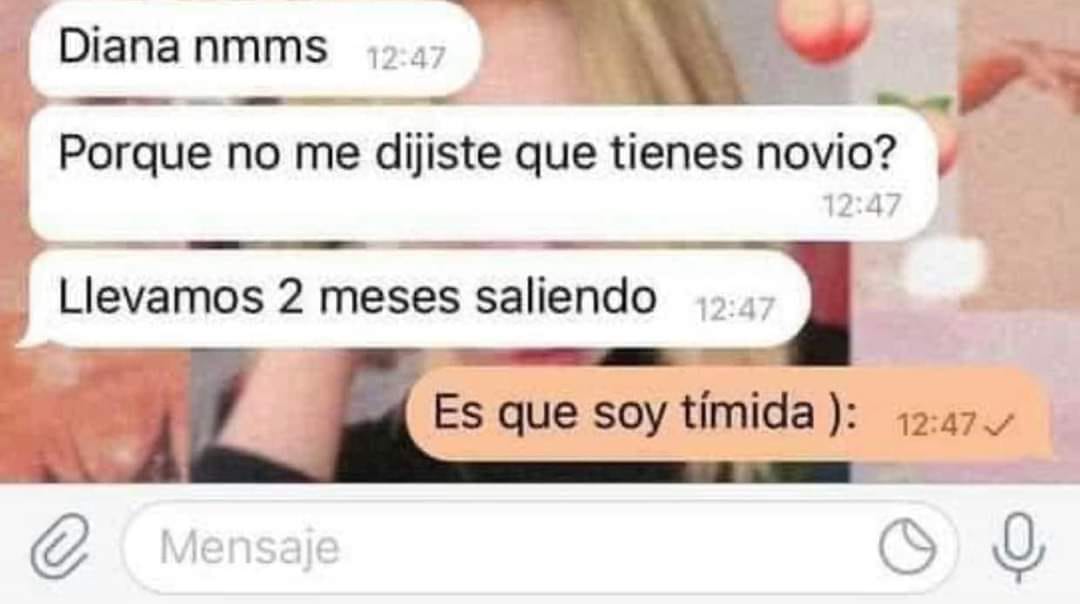 Diana nmms 12:47
Porque no me dijiste que tienes novio?
12:47
Llevamos 2 meses saliendo 12:47
Es que soy tímida ): 12:47
Mensaje